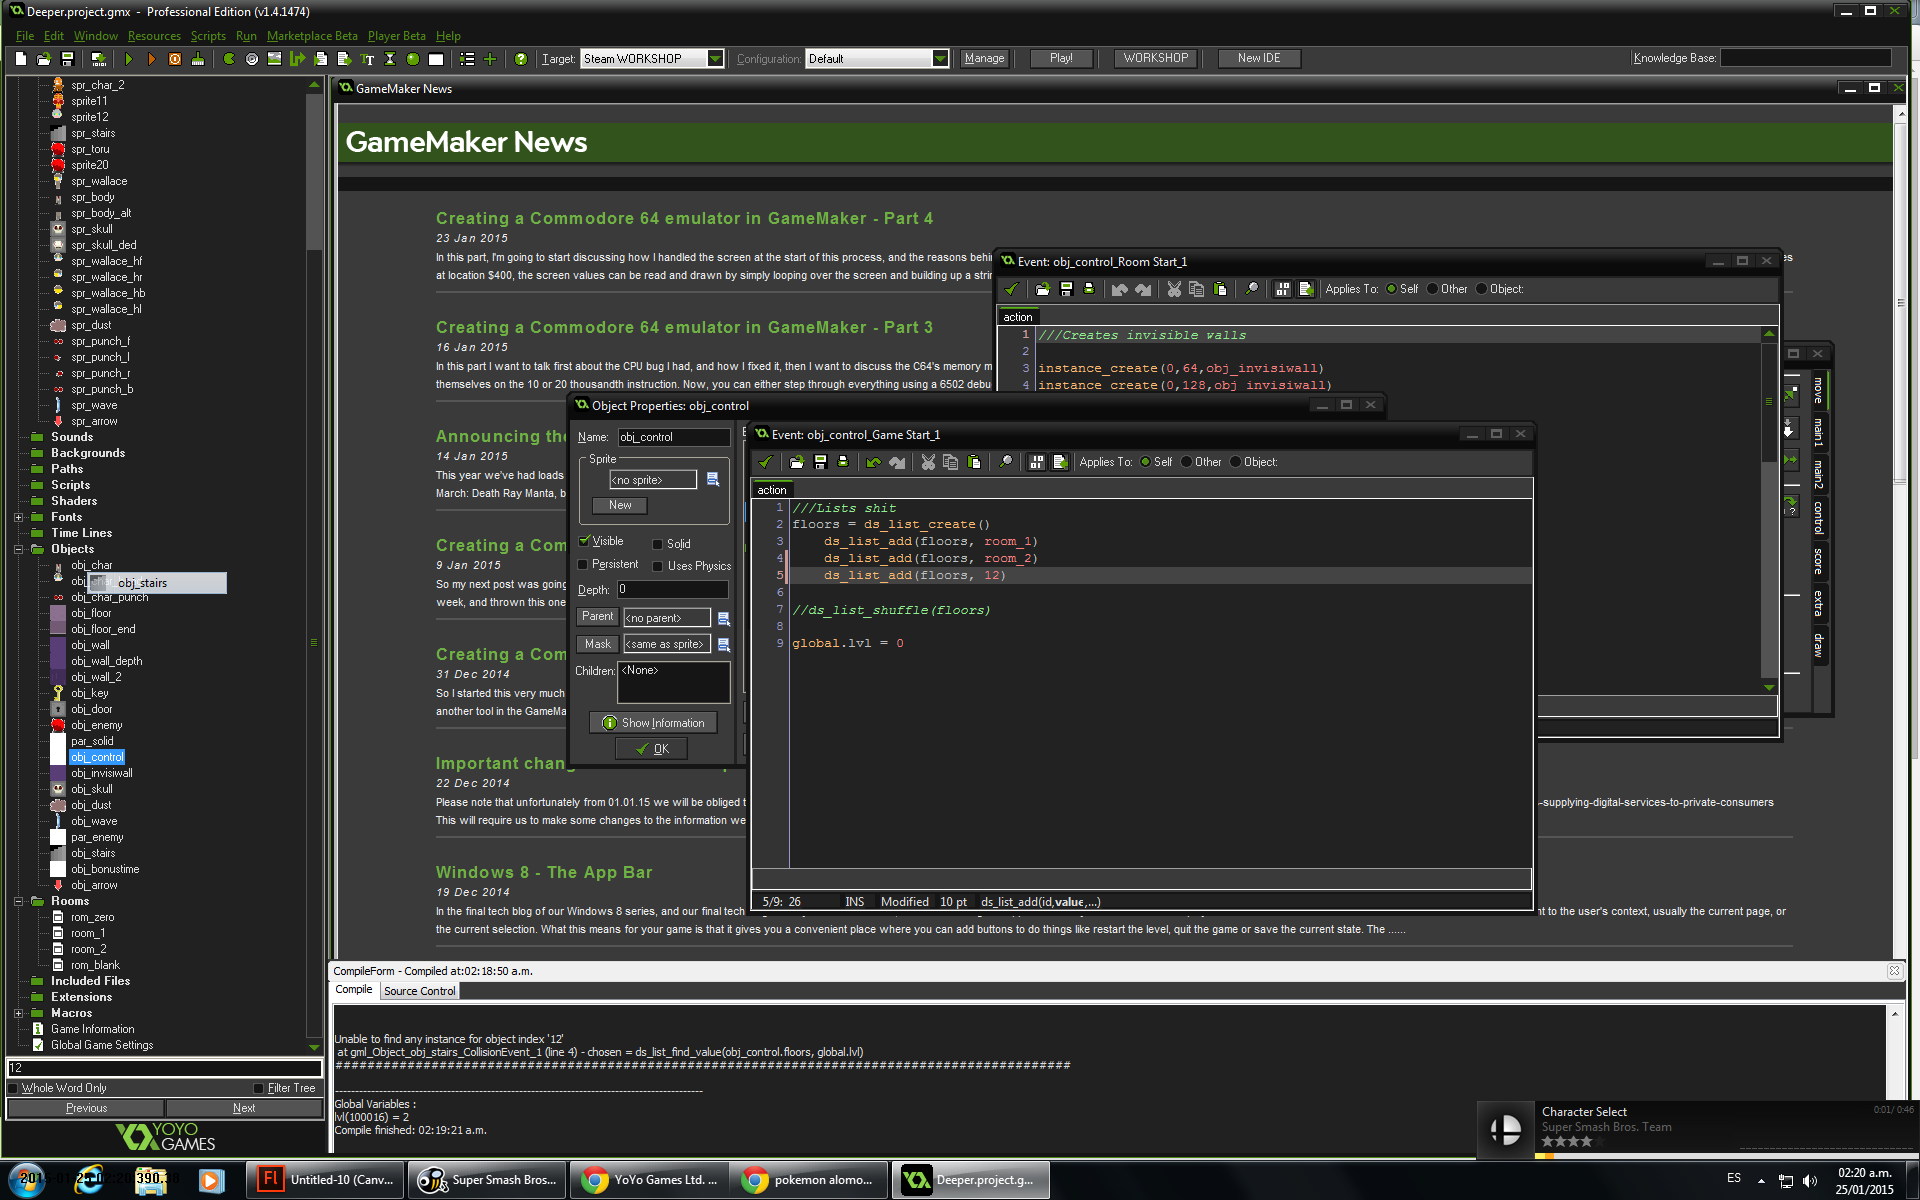 Deeper.project.gmx - Professional Edition (v1.4.1474)
File Edit Window Resources Scripts Run Marketplace Beta Player Beta Help
Target: Steam WORKSHOP Configuration: Default Manage Play! WORKSHOP New IDE Knowledge Base:
spr_char_2
sprite11
sprite12
spr_stairs
spr_toru
sprite20
spr_wallace
spr_body
spr_body_alt
spr_skull
spr_skull_ded
spr_wallace_hf
spr_wallace_hr
spr_wallace_hb
spr_wallace_hl
spr_dust
spr_punch_f
spr_punch_l
spr_punch_r
spr_punch_b
spr_wave
spr_arrow
Sounds
Backgrounds
Paths
Scripts
Shaders
Fonts
Time Lines
Objects
obj_char
obj_stairs
obj_char_punch
obj_floor
obj_floor_end
obj_wall
obj_wall_depth
obj_wall_2
obj_key
obj_door
obj_enemy
par_solid
obj_control
obj_invisiwall
obj_skull
obj_dust
obj_wave
par_enemy
obj_stairs
obj_bonustime
obj_arrow
Rooms
rom_zero
room_1
room_2
rom_blank
Included Files
Extensions
Macros
Game Information
Global Game Settings
12
Whole Word Only Filter Tree
Previous Next
YOYO
GAMES
GameMaker News
GameMaker News
Creating a Commodore 64 emulator in GameMaker - Part 4
23 Jan 2015
In this part, I'm going to start discussing how I handled the screen at the start of this process, and the reasons behi
es
at location $400, the screen values can be read and drawn by simply looping over the screen and building up a stri
Creating a Commodore 64 emulator in GameMaker - Part 3
16 Jan 2015
In this part I want to talk first about the CPU bug I had, and how I fixed it, then I want to discuss the C64's memory m
themselves on the 10 or 20 thousandth instruction. Now, you can either step through everything using a 6502 debu
Announcing the
14 Jan 2015
This year we've had loads
March: Death Ray Manta, b
Creating a Com
9 Jan 2015
So my next post was going
week, and thrown this one
Creating a Com
31 Dec 2014
So I started this very much
another tool in the GameMa
Important chan
22 Dec 2014
Please note that unfortunately from 01.01.15 we will be obliged t
-supplying-digital-services-to-private-consumers
This will require us to make some changes to the information we
Windows 8 - The App Bar
19 Dec 2014
In the final tech blog of our Windows 8 series, and our final tech
nt to the user's context, usually the current page, or
the current selection. What this means for your game is that it gives you a convenient place where you can add buttons to do things like restart the level, quit the game or save the current state. The ......
Event: obj_control_Room Start_1
Applies To: Self Other Object:
action
1 ///Creates invisible walls
2
3 instance_create(0,64,obj_invisiwall)
4 instance_create(0,128,obj_invisiwall)
move
main1
main2
control
score
extra
draw
Object Properties: obj_control
Name: obj_control
Sprite
<no sprite>
New
Visible Solid
Persistent Uses Physics
Depth: 0
Parent <no parent>
Mask <same as sprite>
Children: <None>
Show Information
OK
Event: obj_control_Game Start_1
Applies To: Self Other Object:
action
1 ///Lists shit
2 floors = ds_list_create()
3 ds_list_add(floors, room_1)
4 ds_list_add(floors, room_2)
5 ds_list_add(floors, 12)
6
7 //ds_list_shuffle(floors)
8
9 global.lvl = 0
5/9: 26 INS Modified 10 pt ds_list_add(id,value,...)
CompileForm - Compiled at:02:18:50 a.m.
Compile Source Control
Unable to find any instance for object index '12'
at gml_Object_obj_stairs_CollisionEvent_1 (line 4) - chosen = ds_list_find_value(obj_control.floors, global.lvl)
Global Variables :
lvl(100016) = 2
Compile finished: 02:19:21 a.m.
Character Select 0:01/0:46
Super Smash Bros. Team
Untitled-10 (Canv... Super Smash Bros... YoYo Games Ltd. ... pokemon alomo... Deeper.project.g...
ES 02:20 a.m.
25/01/2015